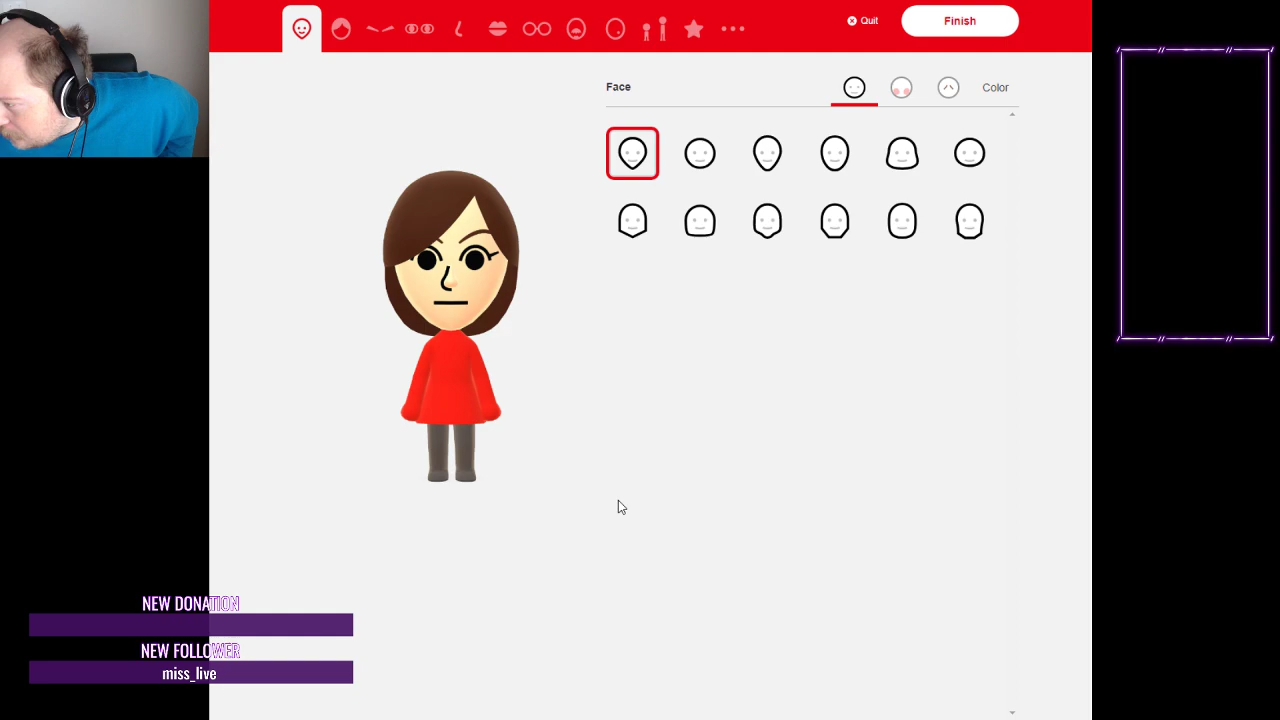 Quit
Finish
Face
Color
NEW DONATION
NEW FOLLOWER
miss_live